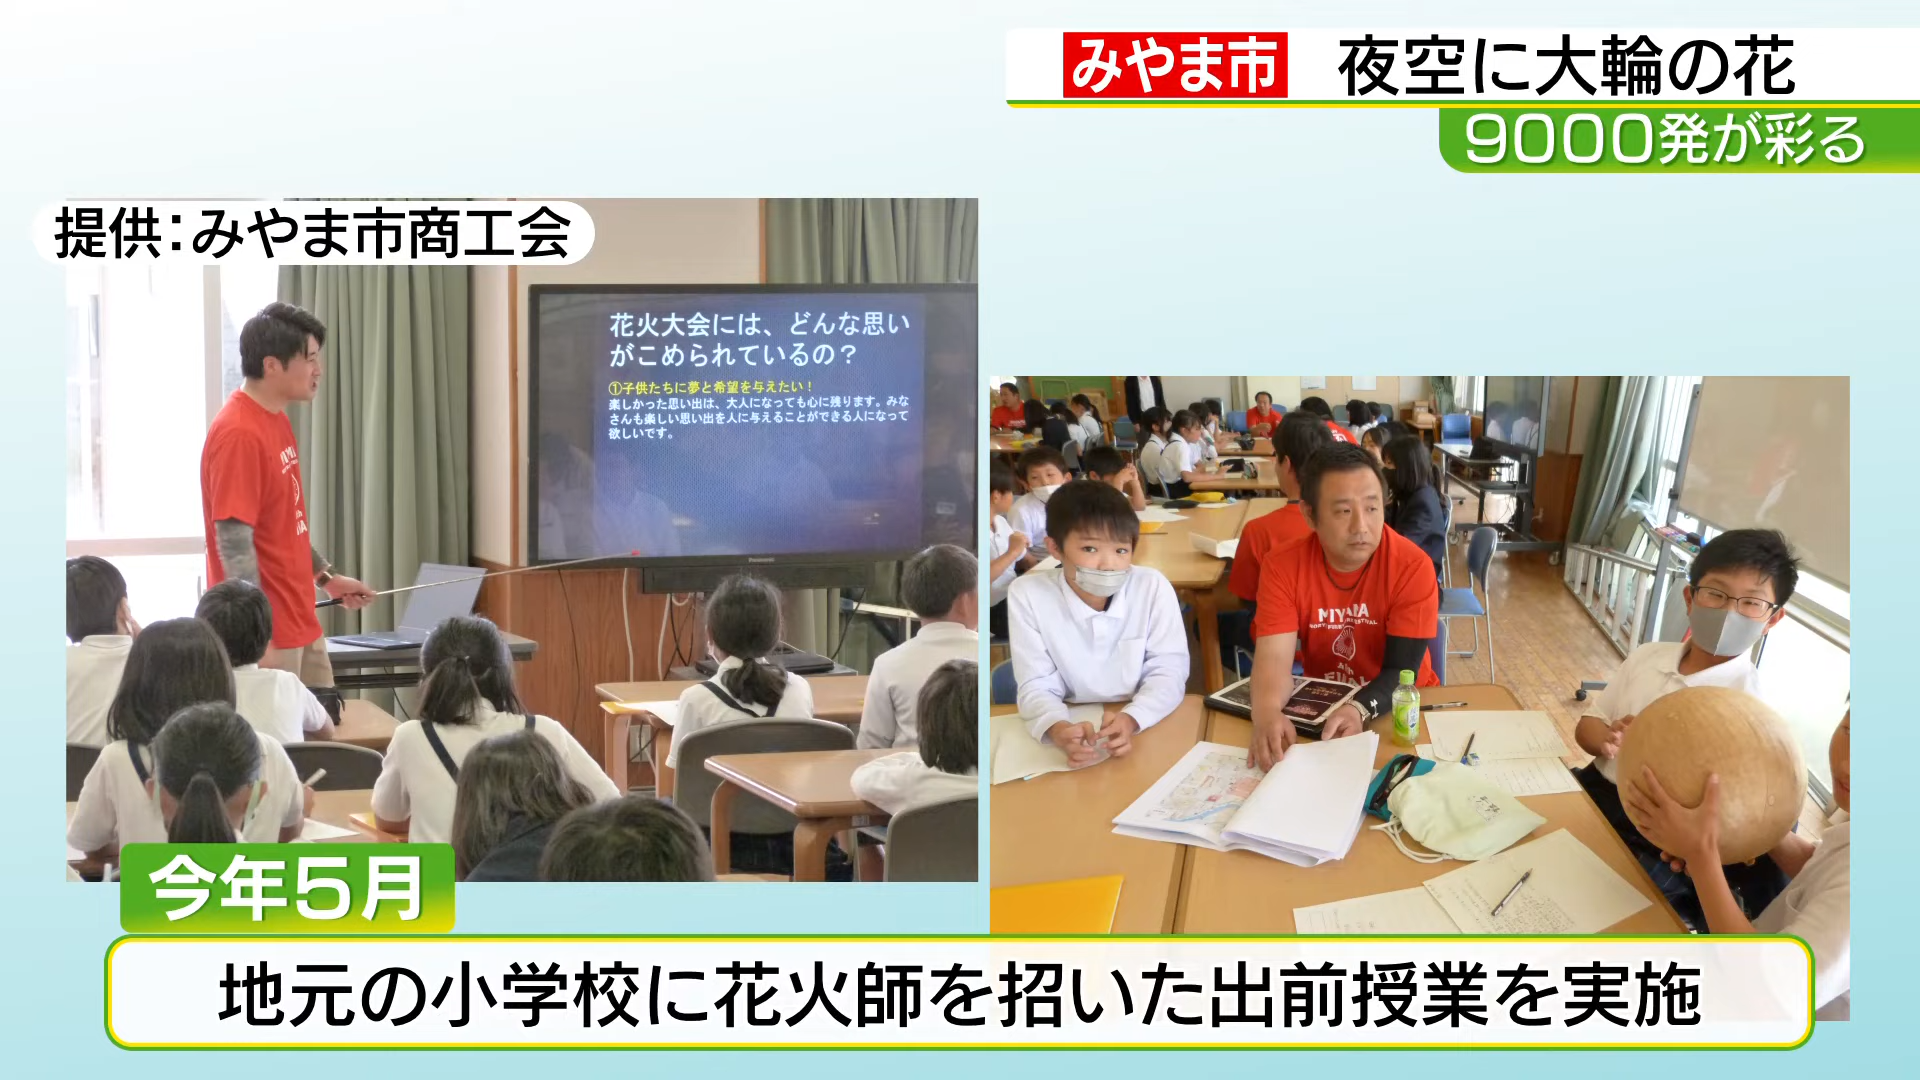 みやま市 夜空に大輪の花
9000発が彩る
提供：みやま市商工会
花火大会には、どんな思い
がこめられているの？
①子供たちに夢と希望を与えたい！
楽しかった思い出は、大人になっても心に残ります。みな
さんも楽しい思い出を人に与えることができる人になって
欲しいです。
Panasonic
今年5月
地元の小学校に花火師を招いた出前授業を実施